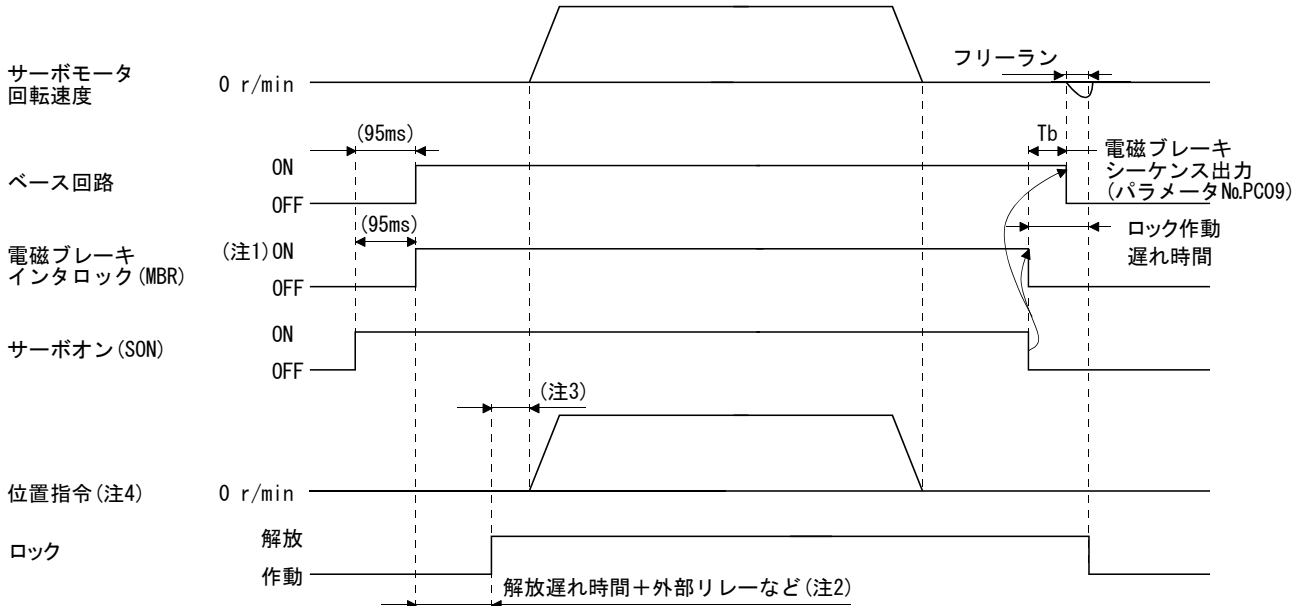 フリーラン
サーボモータ
回転速度
0 r/min
(95ms)
Tb
電磁ブレーキ
シーケンス出力
(パラメータ№PC09)
ベース回路
ON
OFF
(95ms)
ロック作動
遅れ時間
電磁ブレーキ
インタロック(MBR)
(注1)ON
OFF
サーボオン(SON)
ON
OFF
(注3)
位置指令(注4)
0 r/min
ロック
解放
作動
解放遅れ時間＋外部リレーなど(注2)